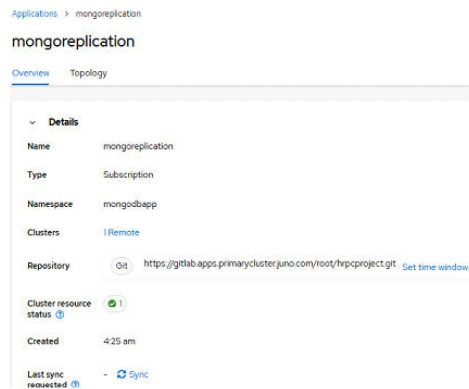 Applications > mongoreplication
mongoreplication
Overview Topology
Details
Name mongoreplication
Type Subscription
Namespace mongodbapp
Clusters 1 Remote
Repository Git https://gitlab.apps.primarycluster.juno.com/root/hrpcproject.git Set time window
Cluster resource
status 1
Created 4:25 am
Last sync
requested - Sync